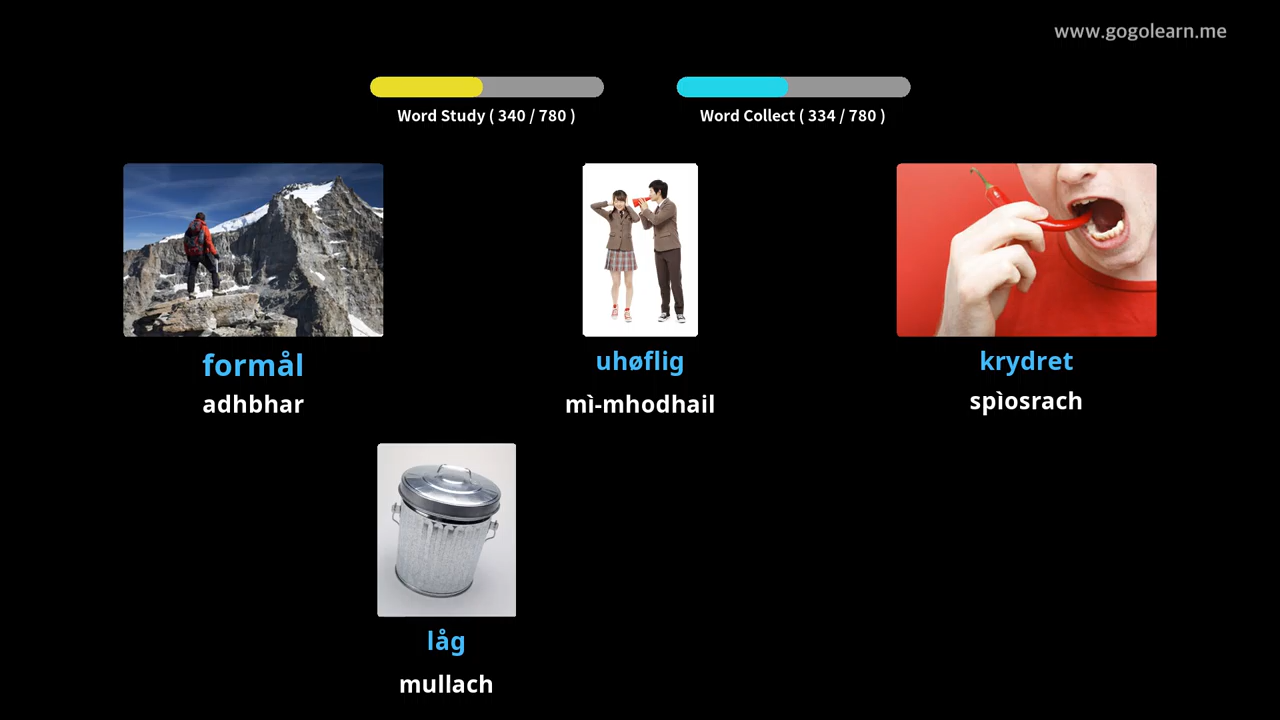 www.gogolearn.me
Word Study ( 340 / 780 )
Word Collect ( 334 / 780 )
formål
adhbhar
uhøflig
mì-mhodhail
krydret
spìosrach
låg
mullach